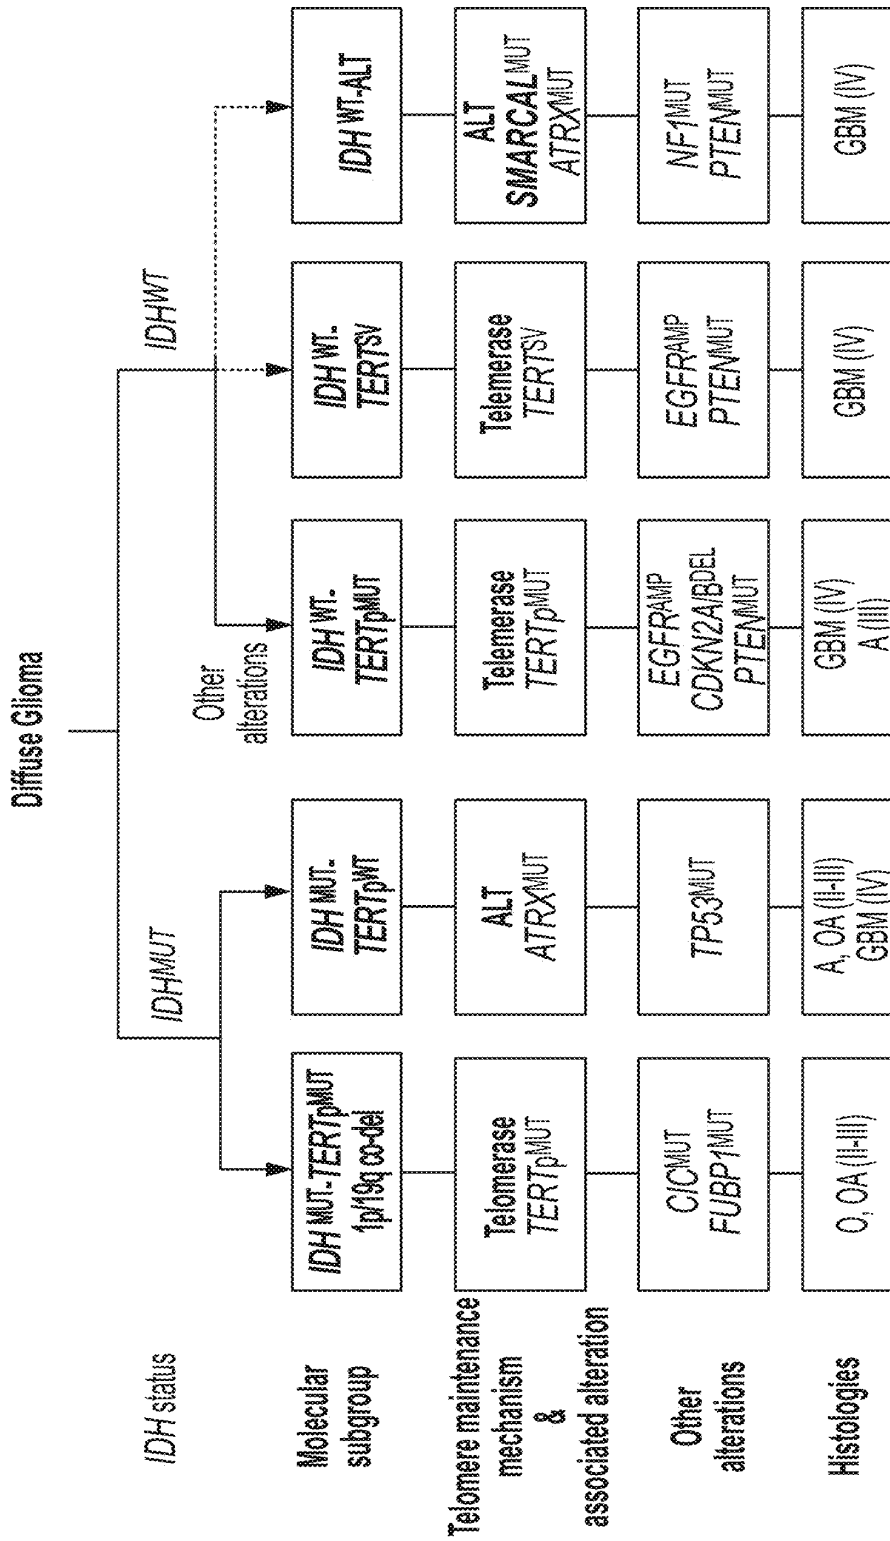 Diffuse Glioma
IDH status
IDHMUT
IDHWT
Other
alterations
Molecular
subgroup
IDH MUT-TERTpMUT
1p/19q co-del
IDH MUT-
TERTpWT
IDH WT-
TERTpMUT
IDH WT-
TERTSV
IDH WT-ALT
Telomere maintenance
mechanism
&
associated alteration
Telomerase
TERTpMUT
ALT
ATRXMUT
Telemerase
TERTpMUT
Telemerase
TERTSV
ALT
SMARCALMUT
ATRXMUT
Other
alterations
CICMUT
FUBP1MUT
TP53MUT
EGFRAMP
CDKN2A/BDEL
PTENMUT
EGFRAMP
PTENMUT
NF1MUT
PTENMUT
Histologies
O, OA (II-III)
A, OA (II-III)
GBM (IV)
GBM (IV)
A (III)
GBM (IV)
GBM (IV)